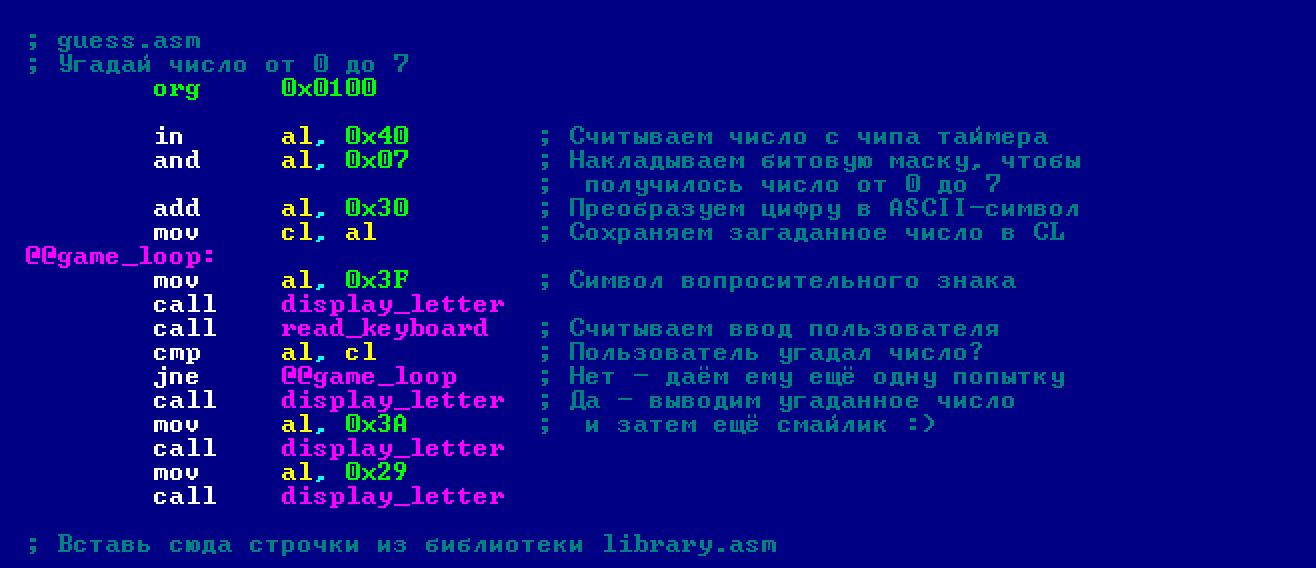 ; guess.asm
; Угадай число от 0 до 7
org 0x0100
in al, 0x40 ; Считываем число с чипа таймера
and al, 0x07 ; Накладываем битовую маску, чтобы
; получилось число от 0 до 7
add al, 0x30 ; Преобразуем цифру в ASCII-символ
mov cl, al ; Сохраняем загаданное число в CL
@@game_loop:
mov al, 0x3F ; Символ вопросительного знака
call display_letter
call read_keyboard ; Считываем ввод пользователя
cmp al, cl ; Пользователь угадал число?
jne @@game_loop ; Нет - даём ему ещё одну попытку
call display_letter ; Да - выводим угаданное число
mov al, 0x3A ; и затем ещё смайлик :)
call display_letter
mov al, 0x29
call display_letter
; Вставь сюда строчки из библиотеки library.asm